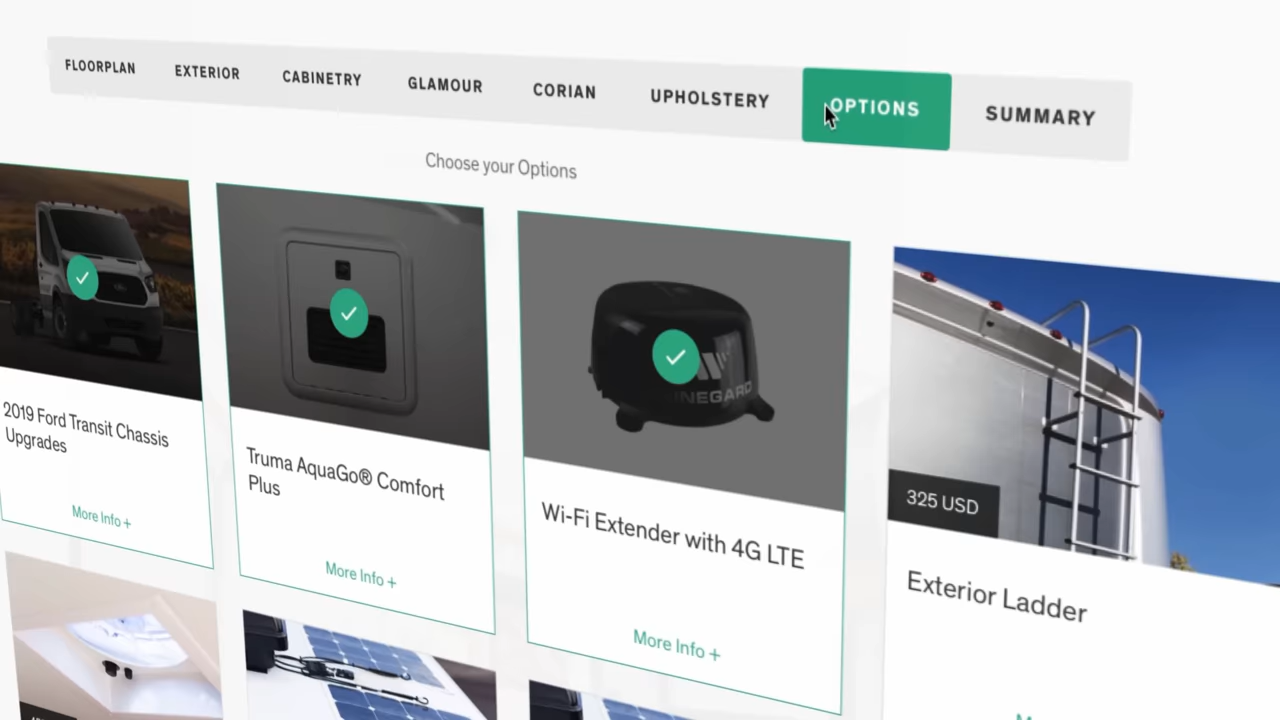 FLOORPLAN
EXTERIOR
CABINETRY
GLAMOUR
CORIAN
UPHOLSTERY
OPTIONS
SUMMARY
Choose your Options
2019 Ford Transit Chassis
Upgrades
More Info +
Truma AquaGo® Comfort
Plus
More Info +
Wi-Fi Extender with 4G LTE
More Info +
325 USD
Exterior Ladder